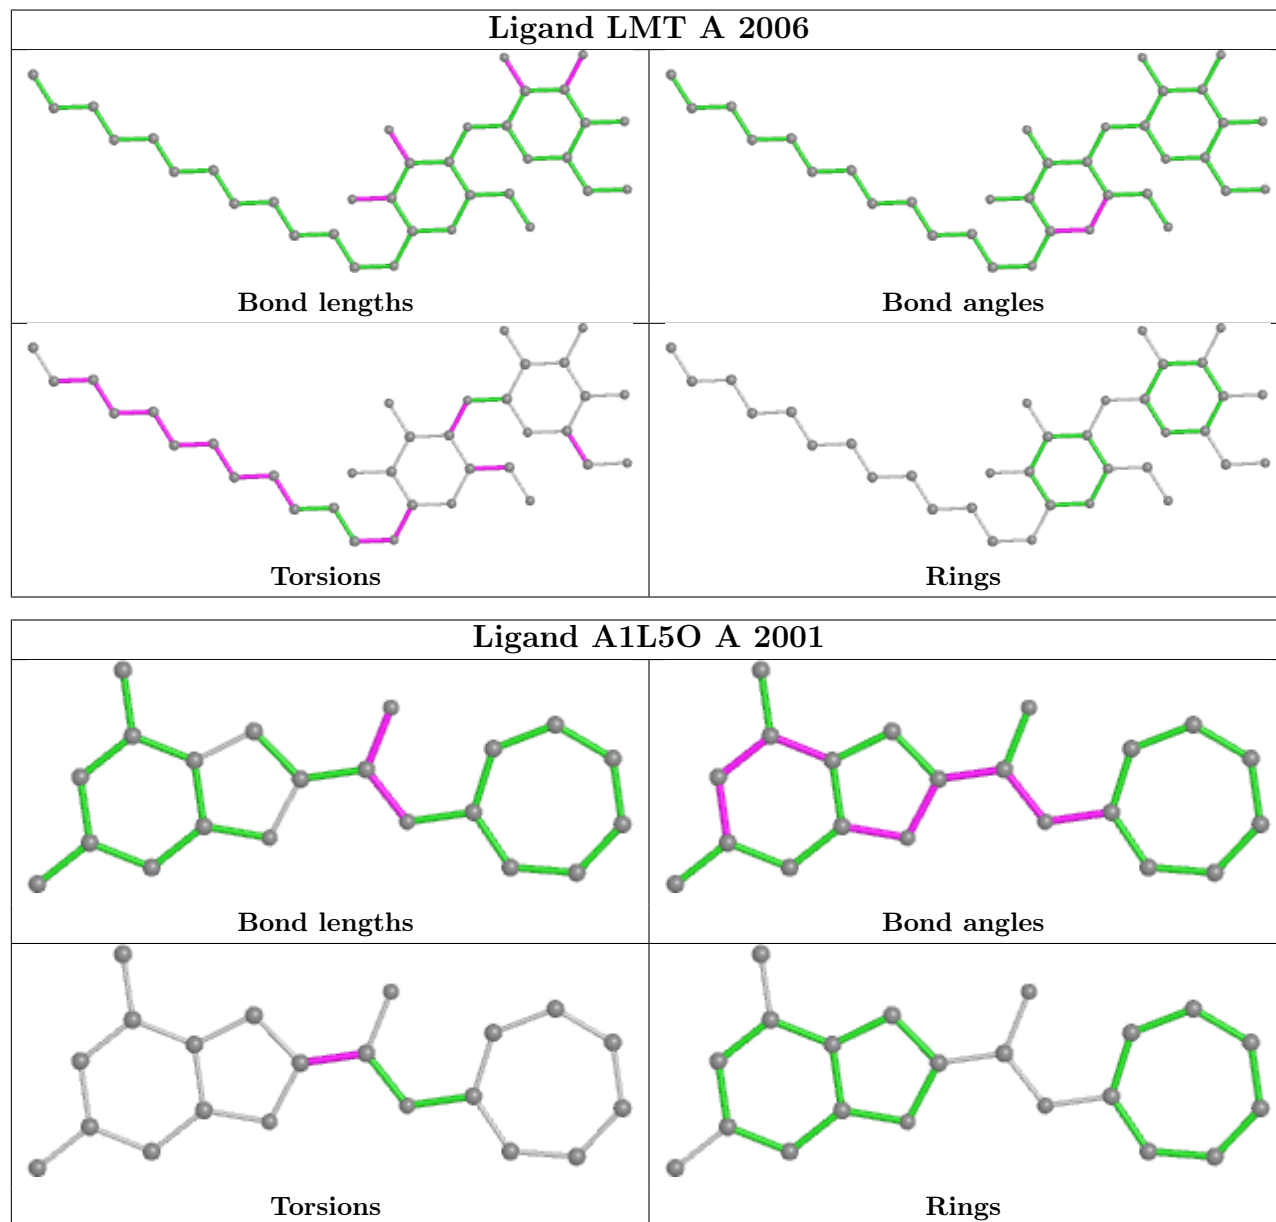 Ligand LMT A 2006
Bond lengths
Bond angles
Torsions
Rings
Ligand A1L5O A 2001
Bond lengths
Bond angles
Torsions
Rings